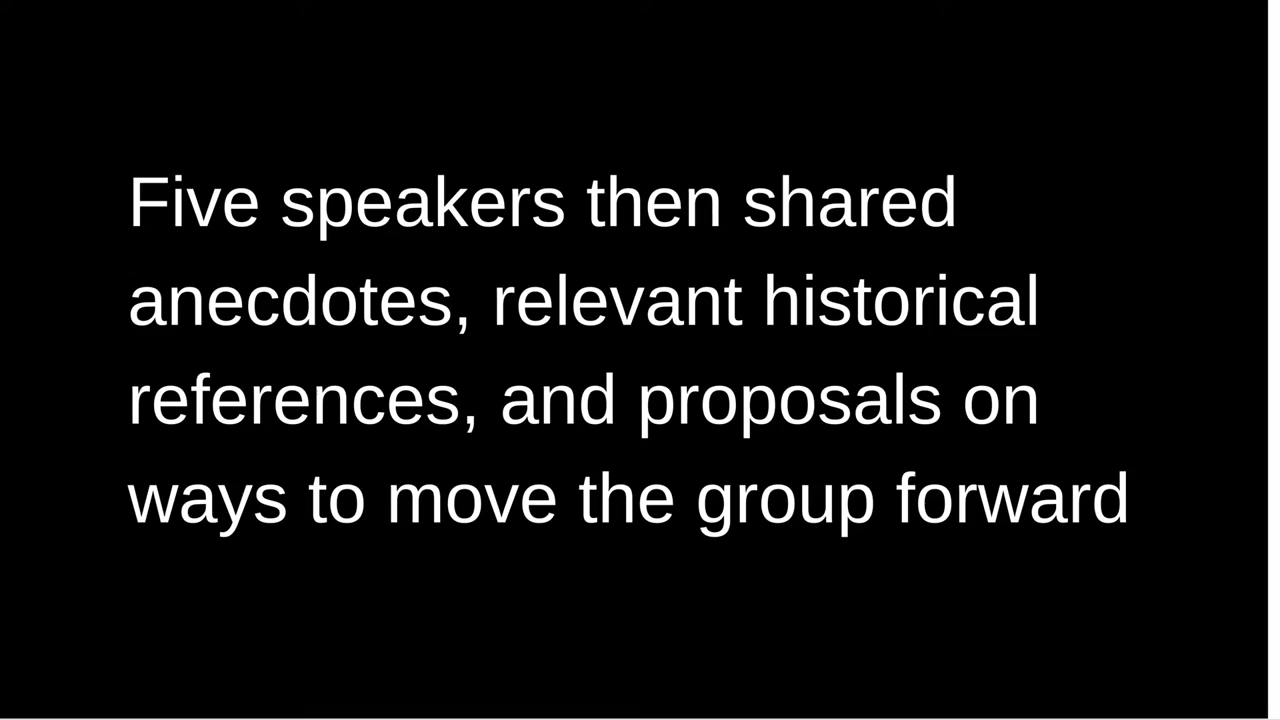 Five speakers then shared
anecdotes, relevant historical
references, and proposals on
ways to move the group forward